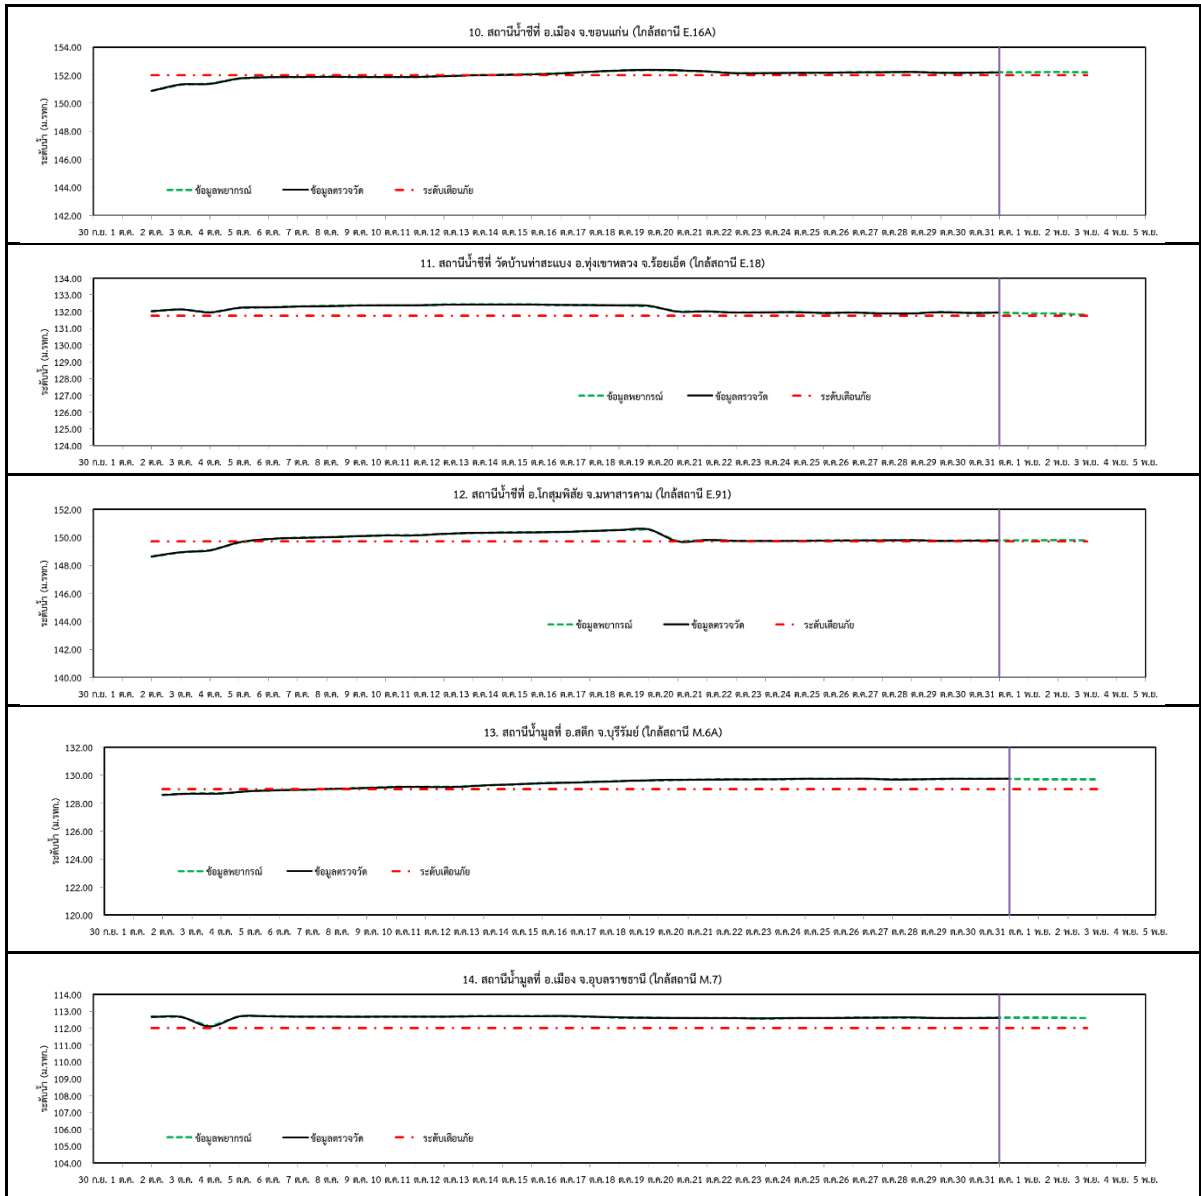 10. สถานีน้ำชีที่ อ.เมือง จ.ขอนแก่น (ใกล้สถานี E.16A)
154.00
152.00
150.00
148.00
146.00
144.00
142.00
ระดับน้ำ (ม.รทก.)
ข้อมูลพยากรณ์ ข้อมูลตรวจวัด ระดับเตือนภัย
30 ก.ย. 1 ต.ค. 2 ต.ค. 3 ต.ค. 4 ต.ค. 5 ต.ค. 6 ต.ค. 7 ต.ค. 8 ต.ค. 9 ต.ค.10 ต.ค.11 ต.ค.12 ต.ค.13 ต.ค.14 ต.ค.15 ต.ค.16 ต.ค.17 ต.ค.18 ต.ค.19 ต.ค.20 ต.ค.21 ต.ค.22 ต.ค.23 ต.ค.24 ต.ค.25 ต.ค.26 ต.ค.27 ต.ค.28 ต.ค.29 ต.ค.30 ต.ค.31 ต.ค. 1 พ.ย. 2 พ.ย. 3 พ.ย. 4 พ.ย. 5 พ.ย.
11. สถานีน้ำชีที่ วัดบ้านท่าสะแบง อ.ทุ่งเขาหลวง จ.ร้อยเอ็ด (ใกล้สถานี E.18)
134.00
133.00
132.00
131.00
130.00
129.00
128.00
127.00
126.00
125.00
124.00
ระดับน้ำ (ม.รทก.)
ข้อมูลพยากรณ์ ข้อมูลตรวจวัด ระดับเตือนภัย
30 ก.ย. 1 ต.ค. 2 ต.ค. 3 ต.ค. 4 ต.ค. 5 ต.ค. 6 ต.ค. 7 ต.ค. 8 ต.ค. 9 ต.ค.10 ต.ค.11 ต.ค.12 ต.ค.13 ต.ค.14 ต.ค.15 ต.ค.16 ต.ค.17 ต.ค.18 ต.ค.19 ต.ค.20 ต.ค.21 ต.ค.22 ต.ค.23 ต.ค.24 ต.ค.25 ต.ค.26 ต.ค.27 ต.ค.28 ต.ค.29 ต.ค.30 ต.ค.31 ต.ค. 1 พ.ย. 2 พ.ย. 3 พ.ย. 4 พ.ย. 5 พ.ย.
12. สถานีน้ำชีที่ อ.โกสุมพิสัย จ.มหาสารคาม (ใกล้สถานี E.91)
152.00
150.00
148.00
146.00
144.00
142.00
140.00
ระดับน้ำ (ม.รทก.)
ข้อมูลพยากรณ์ ข้อมูลตรวจวัด ระดับเตือนภัย
30 ก.ย. 1 ต.ค. 2 ต.ค. 3 ต.ค. 4 ต.ค. 5 ต.ค. 6 ต.ค. 7 ต.ค. 8 ต.ค. 9 ต.ค.10 ต.ค.11 ต.ค.12 ต.ค.13 ต.ค.14 ต.ค.15 ต.ค.16 ต.ค.17 ต.ค.18 ต.ค.19 ต.ค.20 ต.ค.21 ต.ค.22 ต.ค.23 ต.ค.24 ต.ค.25 ต.ค.26 ต.ค.27 ต.ค.28 ต.ค.29 ต.ค.30 ต.ค.31 ต.ค. 1 พ.ย. 2 พ.ย. 3 พ.ย. 4 พ.ย. 5 พ.ย.
13. สถานีน้ำมูลที่ อ.สตึก จ.บุรีรัมย์ (ใกล้สถานี M.6A)
132.00
130.00
128.00
126.00
124.00
122.00
120.00
ระดับน้ำ (ม.รทก.)
ข้อมูลพยากรณ์ ข้อมูลตรวจวัด ระดับเตือนภัย
30 ก.ย. 1 ต.ค. 2 ต.ค. 3 ต.ค. 4 ต.ค. 5 ต.ค. 6 ต.ค. 7 ต.ค. 8 ต.ค. 9 ต.ค.10 ต.ค.11 ต.ค.12 ต.ค.13 ต.ค.14 ต.ค.15 ต.ค.16 ต.ค.17 ต.ค.18 ต.ค.19 ต.ค.20 ต.ค.21 ต.ค.22 ต.ค.23 ต.ค.24 ต.ค.25 ต.ค.26 ต.ค.27 ต.ค.28 ต.ค.29 ต.ค.30 ต.ค.31 ต.ค. 1 พ.ย. 2 พ.ย. 3 พ.ย. 4 พ.ย. 5 พ.ย.
14. สถานีน้ำมูลที่ อ.เมือง จ.อุบลราชธานี (ใกล้สถานี M.7)
114.00
113.00
112.00
111.00
110.00
109.00
108.00
107.00
106.00
105.00
104.00
ระดับน้ำ (ม.รทก.)
ข้อมูลพยากรณ์ ข้อมูลตรวจวัด ระดับเตือนภัย
30 ก.ย. 1 ต.ค. 2 ต.ค. 3 ต.ค. 4 ต.ค. 5 ต.ค. 6 ต.ค. 7 ต.ค. 8 ต.ค. 9 ต.ค.10 ต.ค.11 ต.ค.12 ต.ค.13 ต.ค.14 ต.ค.15 ต.ค.16 ต.ค.17 ต.ค.18 ต.ค.19 ต.ค.20 ต.ค.21 ต.ค.22 ต.ค.23 ต.ค.24 ต.ค.25 ต.ค.26 ต.ค.27 ต.ค.28 ต.ค.29 ต.ค.30 ต.ค.31 ต.ค. 1 พ.ย. 2 พ.ย. 3 พ.ย. 4 พ.ย. 5 พ.ย.